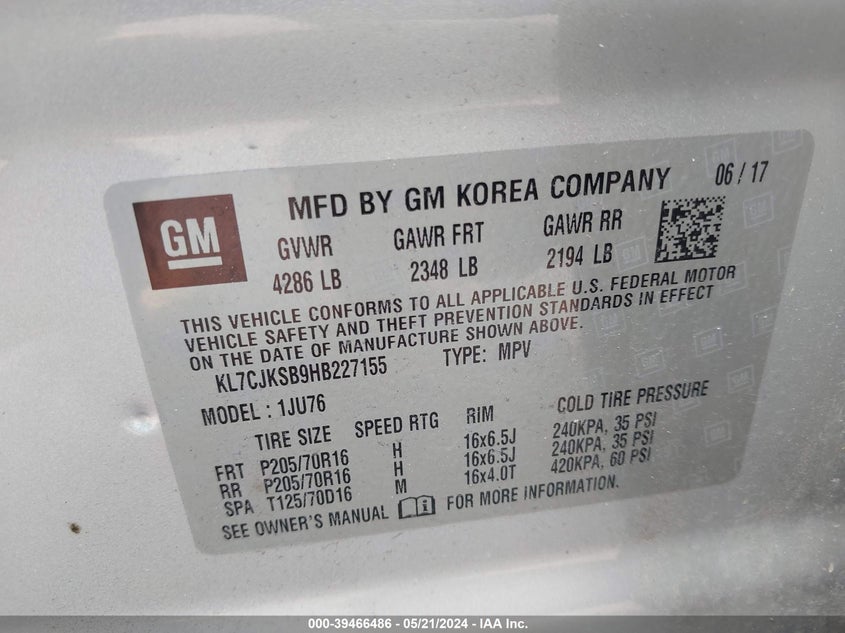 MFD BY GM KOREA COMPANY 06 / 17
GM
GVWR GAWR FRT GAWR RR
4286 LB 2348 LB 2194 LB
THIS VEHICLE CONFORMS TO ALL APPLICABLE U.S. FEDERAL MOTOR
VEHICLE SAFETY AND THEFT PREVENTION STANDARDS IN EFFECT
ON THE DATE OF MANUFACTURE SHOWN ABOVE.
KL7CJKSB9HB227155 TYPE: MPV
MODEL : 1JU76
TIRE SIZE SPEED RTG RIM COLD TIRE PRESSURE
FRT P205/70R16 H 16x6.5J 240KPA, 35 PSI
RR P205/70R16 H 16x6.5J 240KPA, 35 PSI
SPA T125/70D16 M 16x4.0T 420KPA, 60 PSI
SEE OWNER'S MANUAL i FOR MORE INFORMATION.
000-39466486 - 05/21/2024 - IAA Inc.